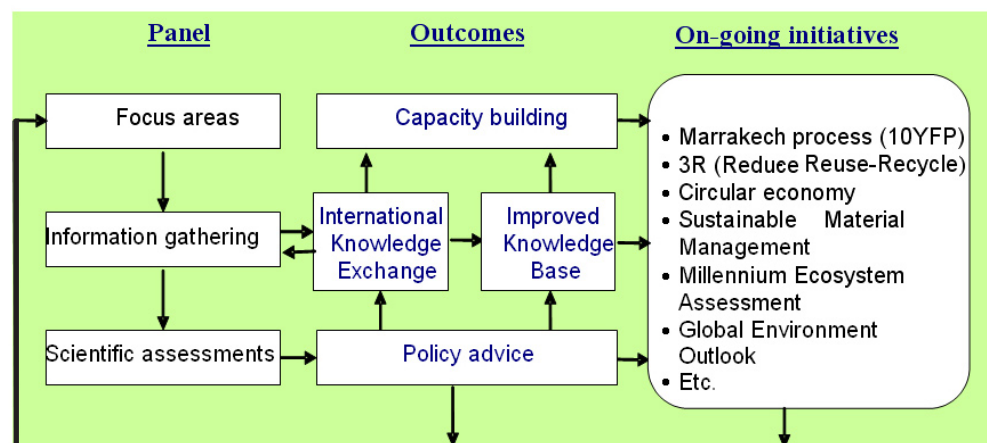 Panel
Outcomes
On-going initiatives
Focus areas
Information gathering
Scientific assessments
Capacity building
International
Knowledge
Exchange
Improved
Knowledge
Base
Policy advice
• Marrakech process (10YFP)
• 3R (Reduce Reuse-Recycle)
• Circular economy
• Sustainable Material
Management
• Millennium Ecosystem
Assessment
• Global Environment
Outlook
• Etc.